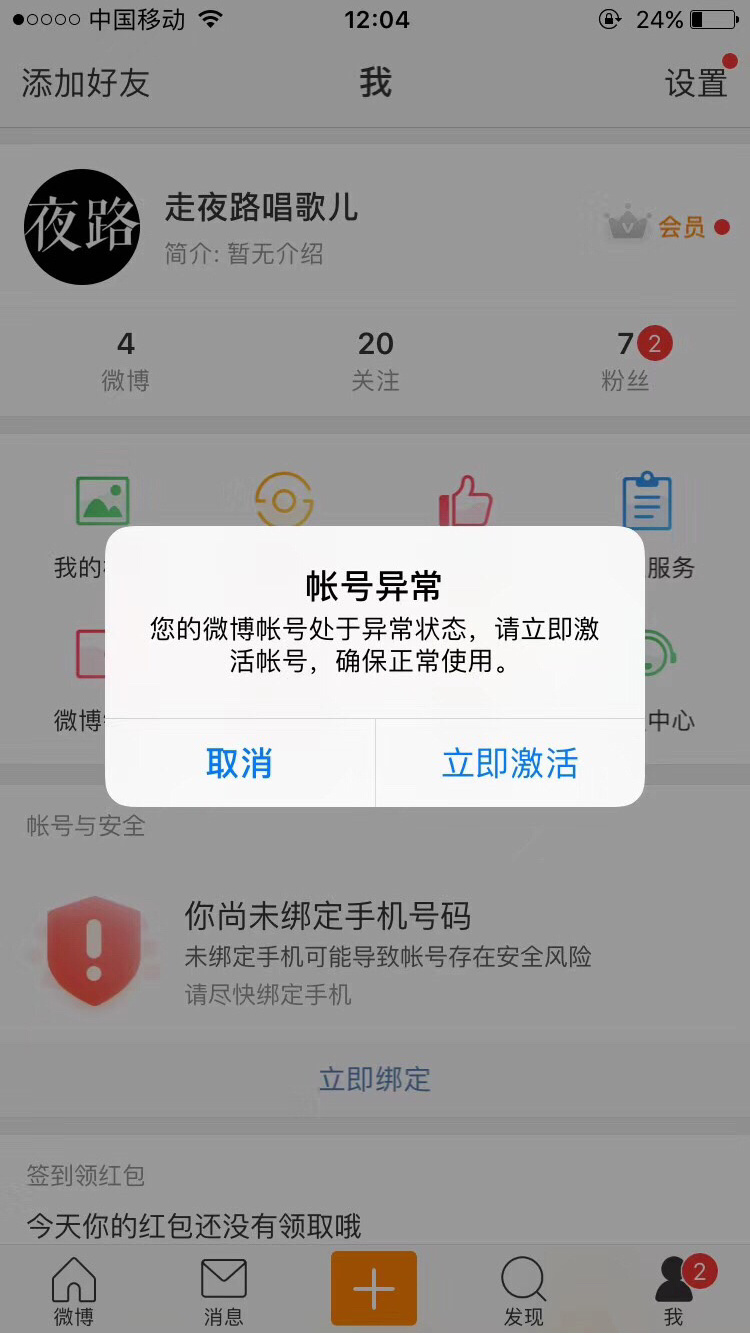 中国移动 12:04 24%
添加好友 我 设置
夜路 走夜路唱歌儿
简介: 暂无介绍 会员
4 20 7 2
微博 关注 粉丝
我的 服务
微博 中心
帐号异常
您的微博帐号处于异常状态，请立即激
活帐号，确保正常使用。
取消 立即激活
帐号与安全
你尚未绑定手机号码
未绑定手机可能导致帐号存在安全风险
请尽快绑定手机
立即绑定
签到领红包
今天你的红包还没有领取哦
2
微博 消息 发现 我